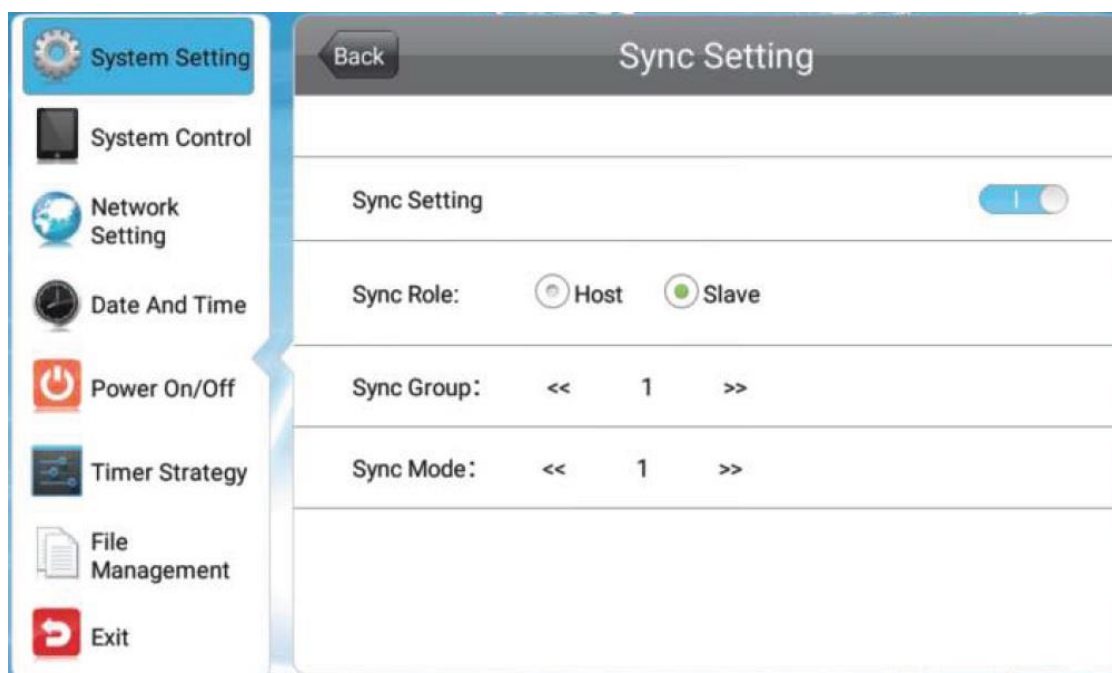 System Setting
System Control
Network
Setting
Date And Time
Power On/Off
Timer Strategy
File
Management
Exit
Back
Sync Setting
Sync Setting
Sync Role: Host Slave
Sync Group: << 1 >>
Sync Mode: << 1 >>